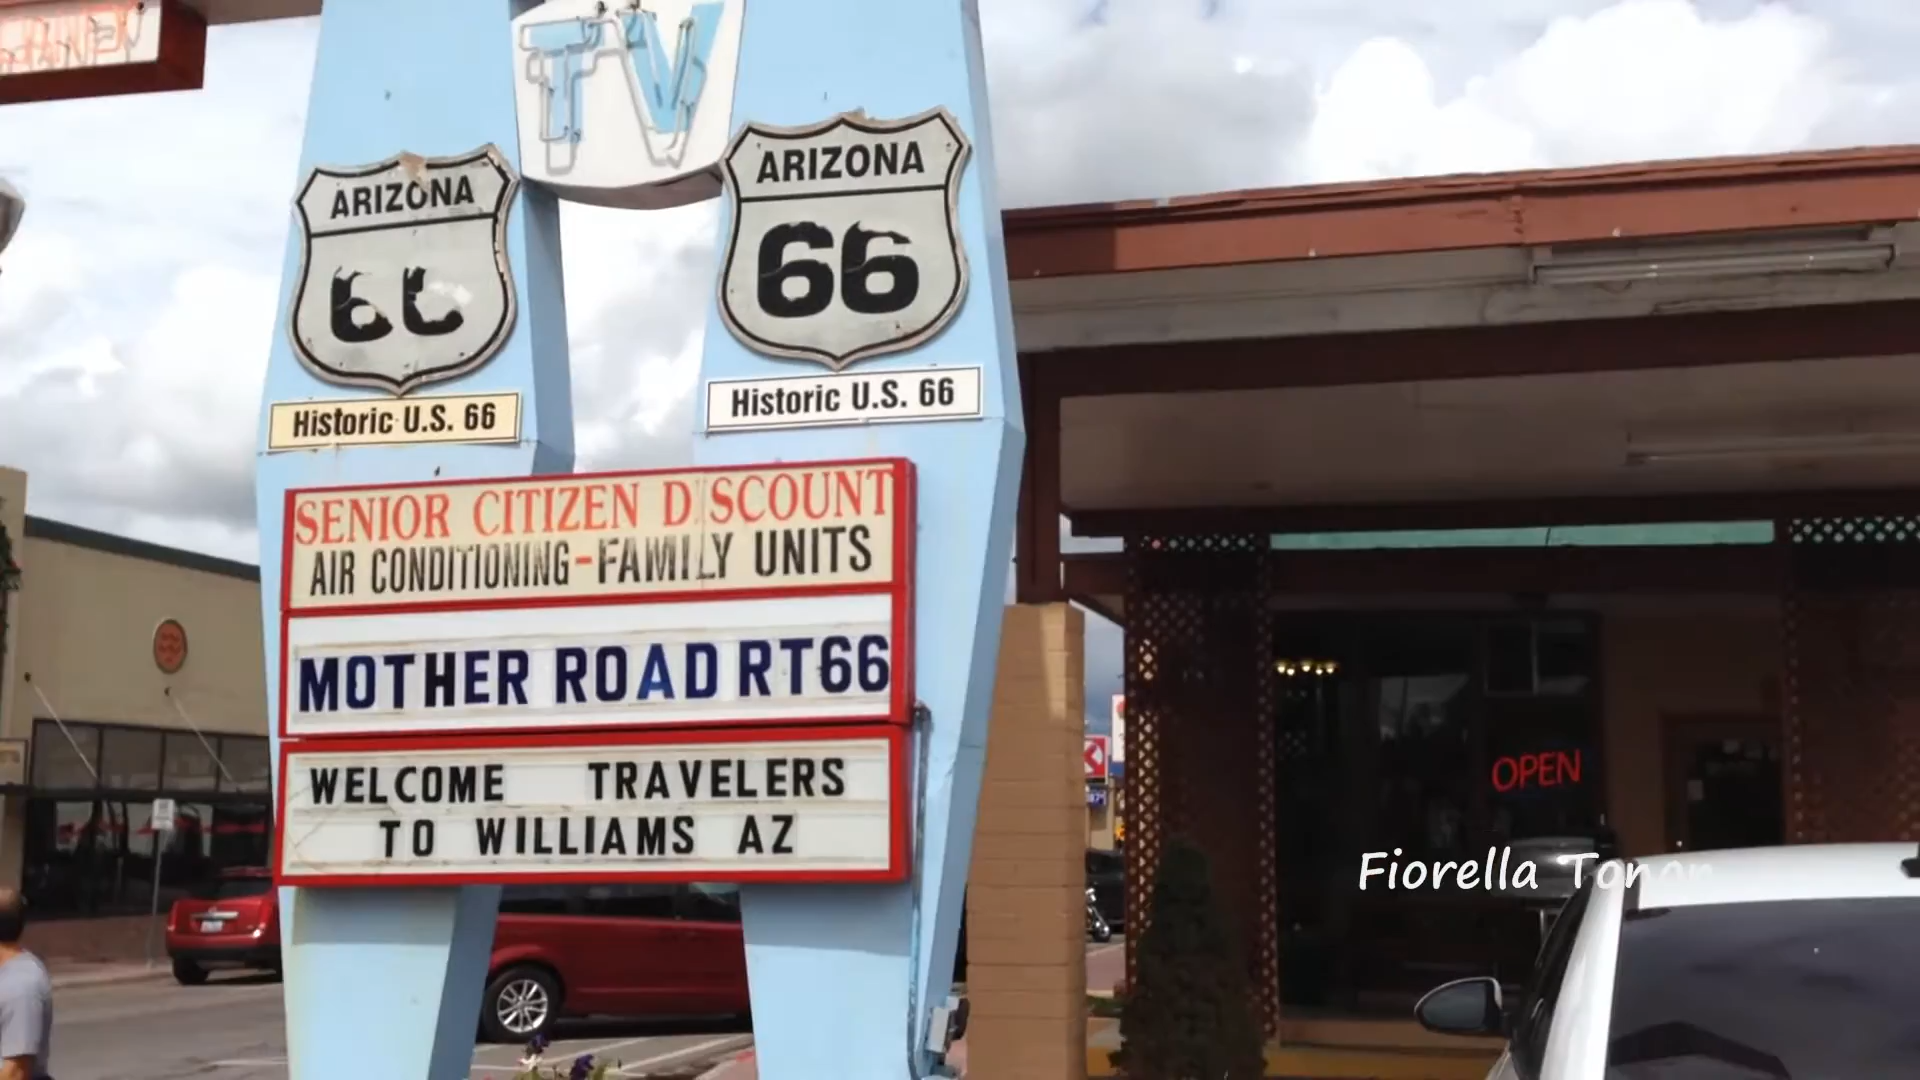 TV
ARIZONA
66
Historic U.S. 66
ARIZONA
66
Historic U.S. 66
SENIOR CITIZEN DISCOUNT
AIR CONDITIONING-FAMILY UNITS
MOTHER ROAD RT66
WELCOME TRAVELERS
TO WILLIAMS AZ
OPEN
Fiorella